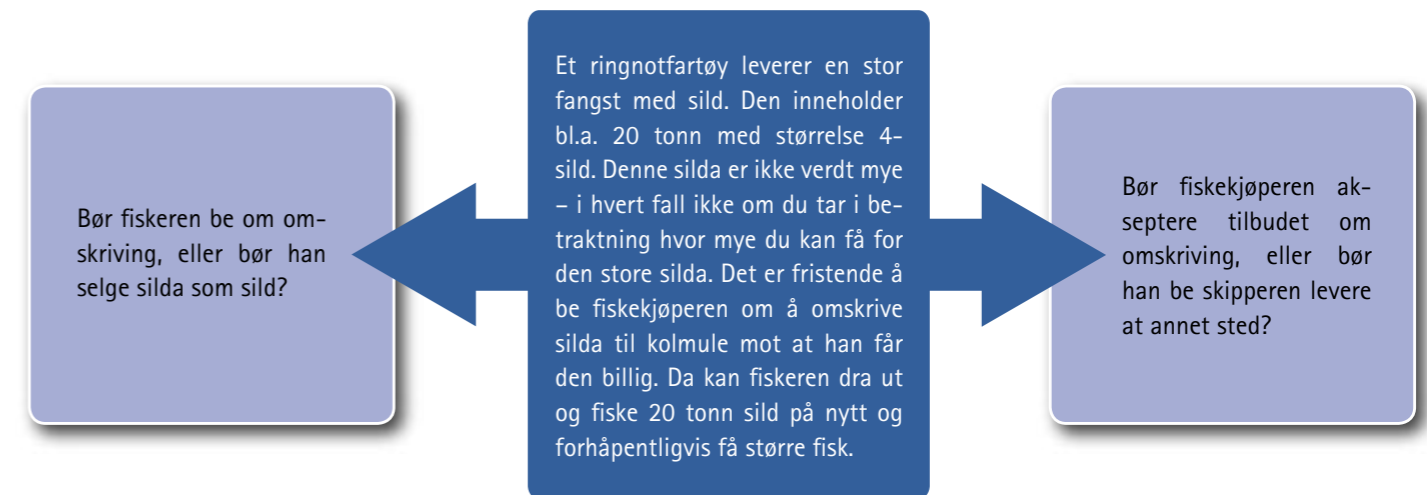 Bør fiskeren be om om-
skriving, eller bør han
selge silda som sild?
Et ringnotfartøy leverer en stor
fangst med sild. Den inneholder
bl.a. 20 tonn med størrelse 4-
sild. Denne silda er ikke verdt mye
– i hvert fall ikke om du tar i be-
traktning hvor mye du kan få for
den store silda. Det er fristende å
be fiskekjøperen om å omskrive
silda til kolmule mot at han får
den billig. Da kan fiskeren dra ut
og fiske 20 tonn sild på nytt og
forhåpentligvis få større fisk.
Bør fiskekjøperen ak-
septere tilbudet om
omskriving, eller bør
han be skipperen levere
at annet sted?